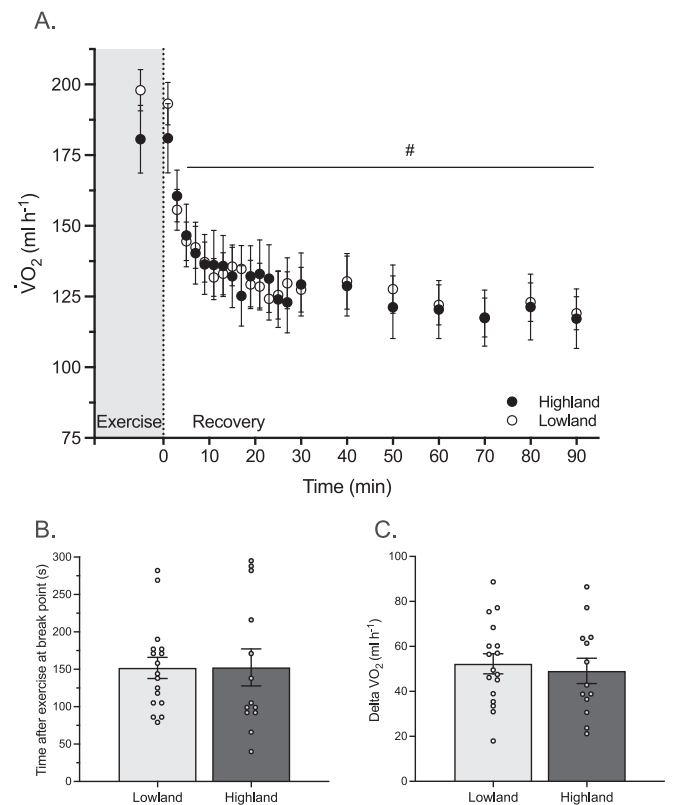 A.
200
175
150
125
100
75
V̇O₂ (ml h⁻¹)
#
Exercise
Recovery
Highland
Lowland
0 10 20 30 40 50 60 70 80 90
Time (min)
B.
300
250
200
150
100
50
0
Time after exercise at break point (s)
Lowland Highland
C.
100
80
60
40
20
0
Delta VO₂ (ml h⁻¹)
Lowland Highland